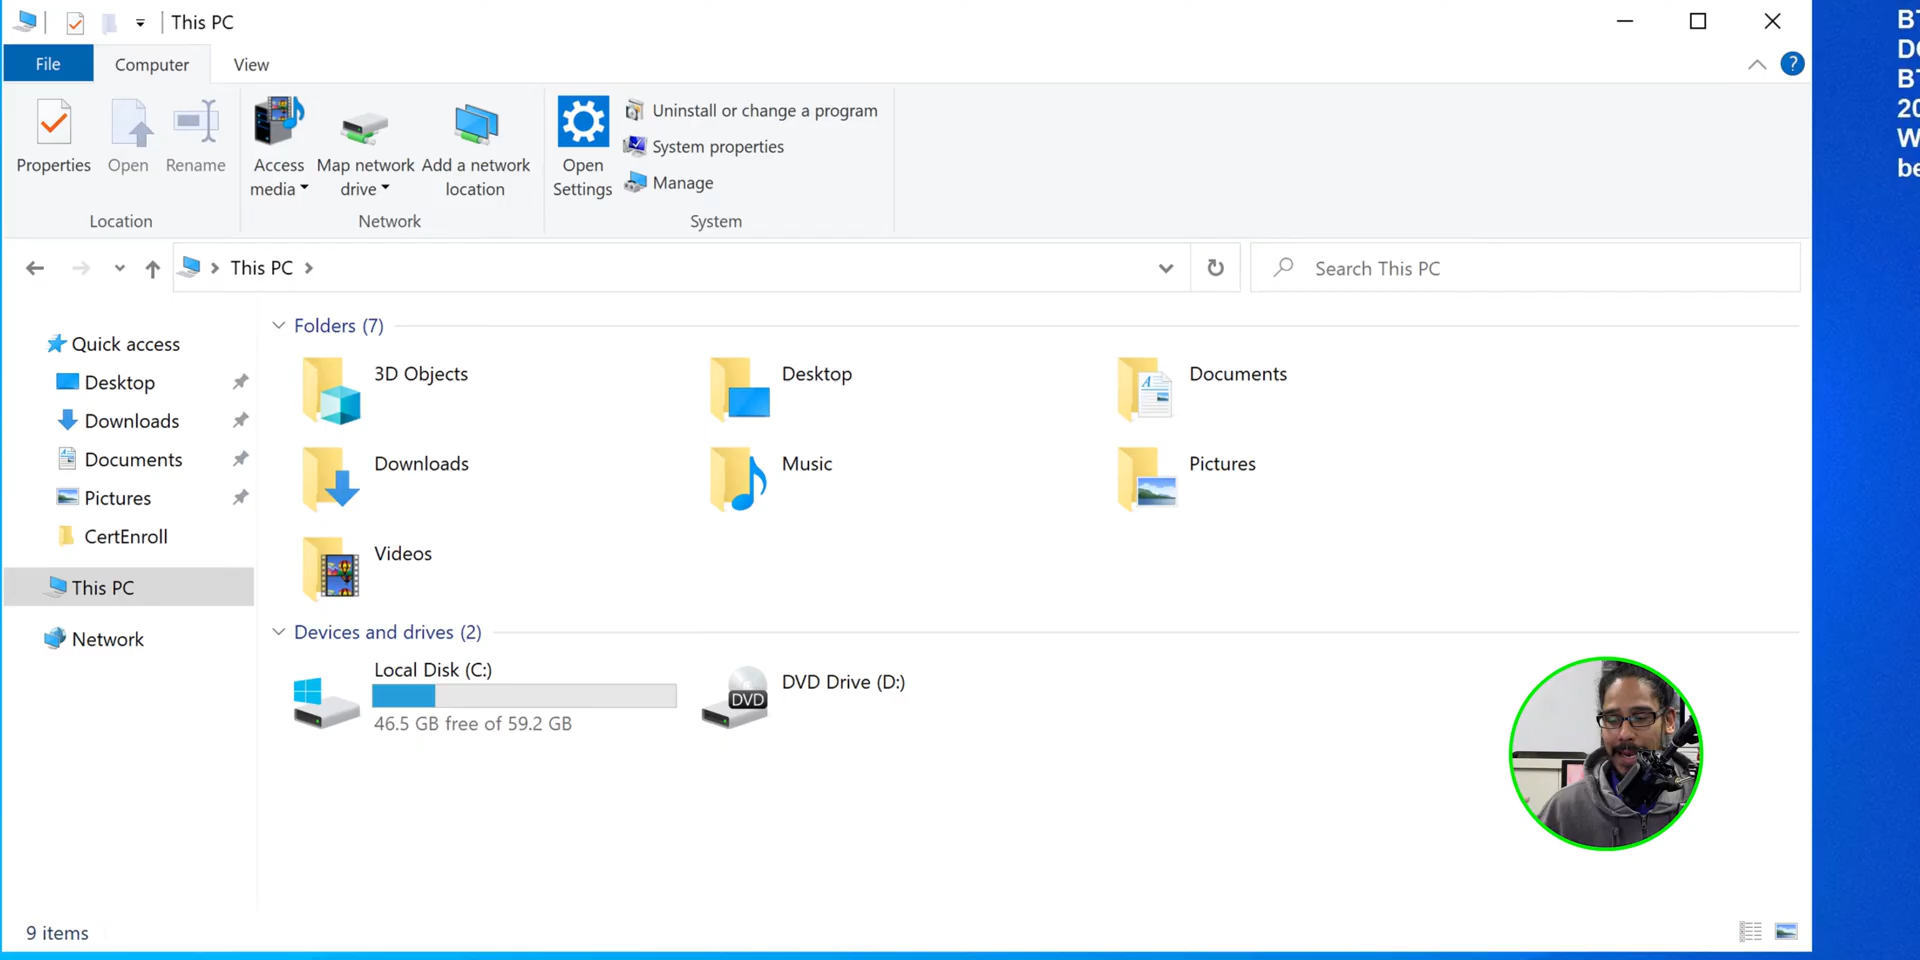 This PC
File
Computer
View
?
Properties
Open
Rename
Access media
Map network drive
Add a network location
Open Settings
Uninstall or change a program
System properties
Manage
Location
Network
System
This PC
Search This PC
Quick access
Desktop
Downloads
Documents
Pictures
CertEnroll
This PC
Network
Folders (7)
3D Objects
Desktop
Documents
Downloads
Music
Pictures
Videos
Devices and drives (2)
Local Disk (C:)
46.5 GB free of 59.2 GB
DVD
DVD Drive (D:)
9 items